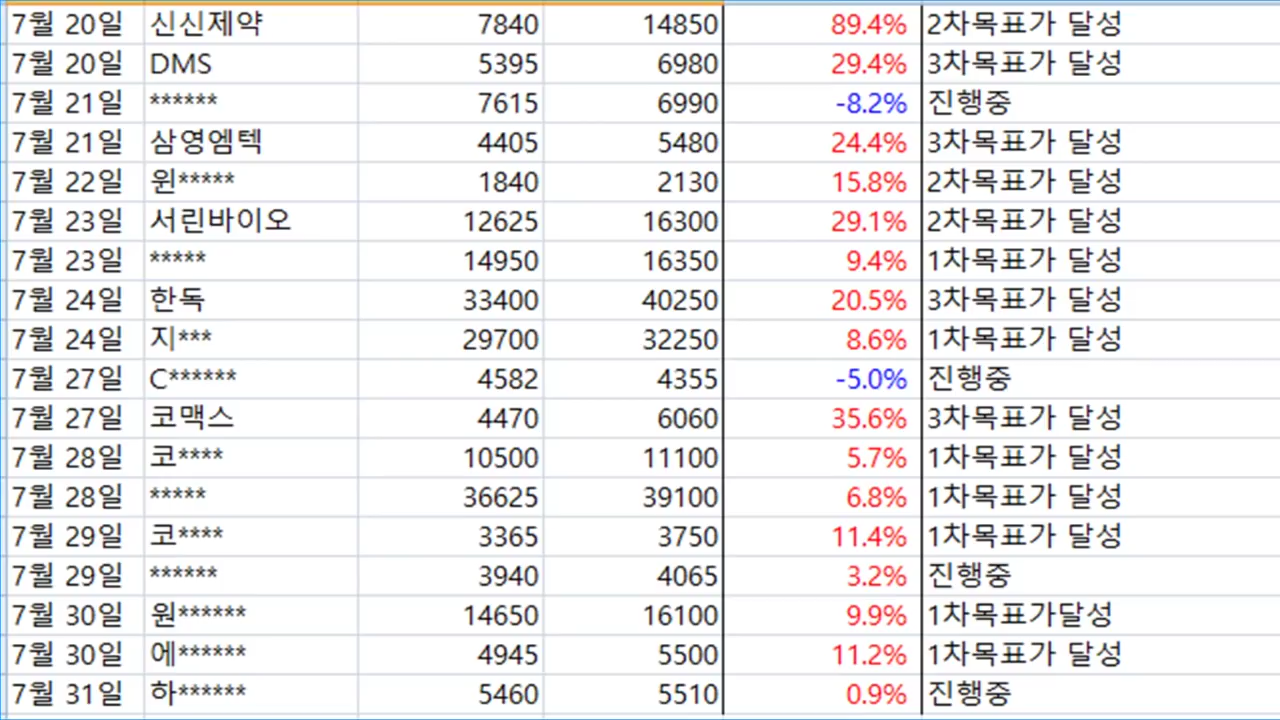 7월 20일 신신제약 7840 14850 89.4% 2차목표가 달성
7월 20일 DMS 5395 6980 29.4% 3차목표가 달성
7월 21일 ****** 7615 6990 -8.2% 진행중
7월 21일 삼영엠텍 4405 5480 24.4% 3차목표가 달성
7월 22일 윈***** 1840 2130 15.8% 2차목표가 달성
7월 23일 서린바이오 12625 16300 29.1% 2차목표가 달성
7월 23일 ***** 14950 16350 9.4% 1차목표가 달성
7월 24일 한독 33400 40250 20.5% 3차목표가 달성
7월 24일 지*** 29700 32250 8.6% 1차목표가 달성
7월 27일 C****** 4582 4355 -5.0% 진행중
7월 27일 코맥스 4470 6060 35.6% 3차목표가 달성
7월 28일 코**** 10500 11100 5.7% 1차목표가 달성
7월 28일 ***** 36625 39100 6.8% 1차목표가 달성
7월 29일 코**** 3365 3750 11.4% 1차목표가 달성
7월 29일 ****** 3940 4065 3.2% 진행중
7월 30일 원****** 14650 16100 9.9% 1차목표가달성
7월 30일 에****** 4945 5500 11.2% 1차목표가 달성
7월 31일 하****** 5460 5510 0.9% 진행중